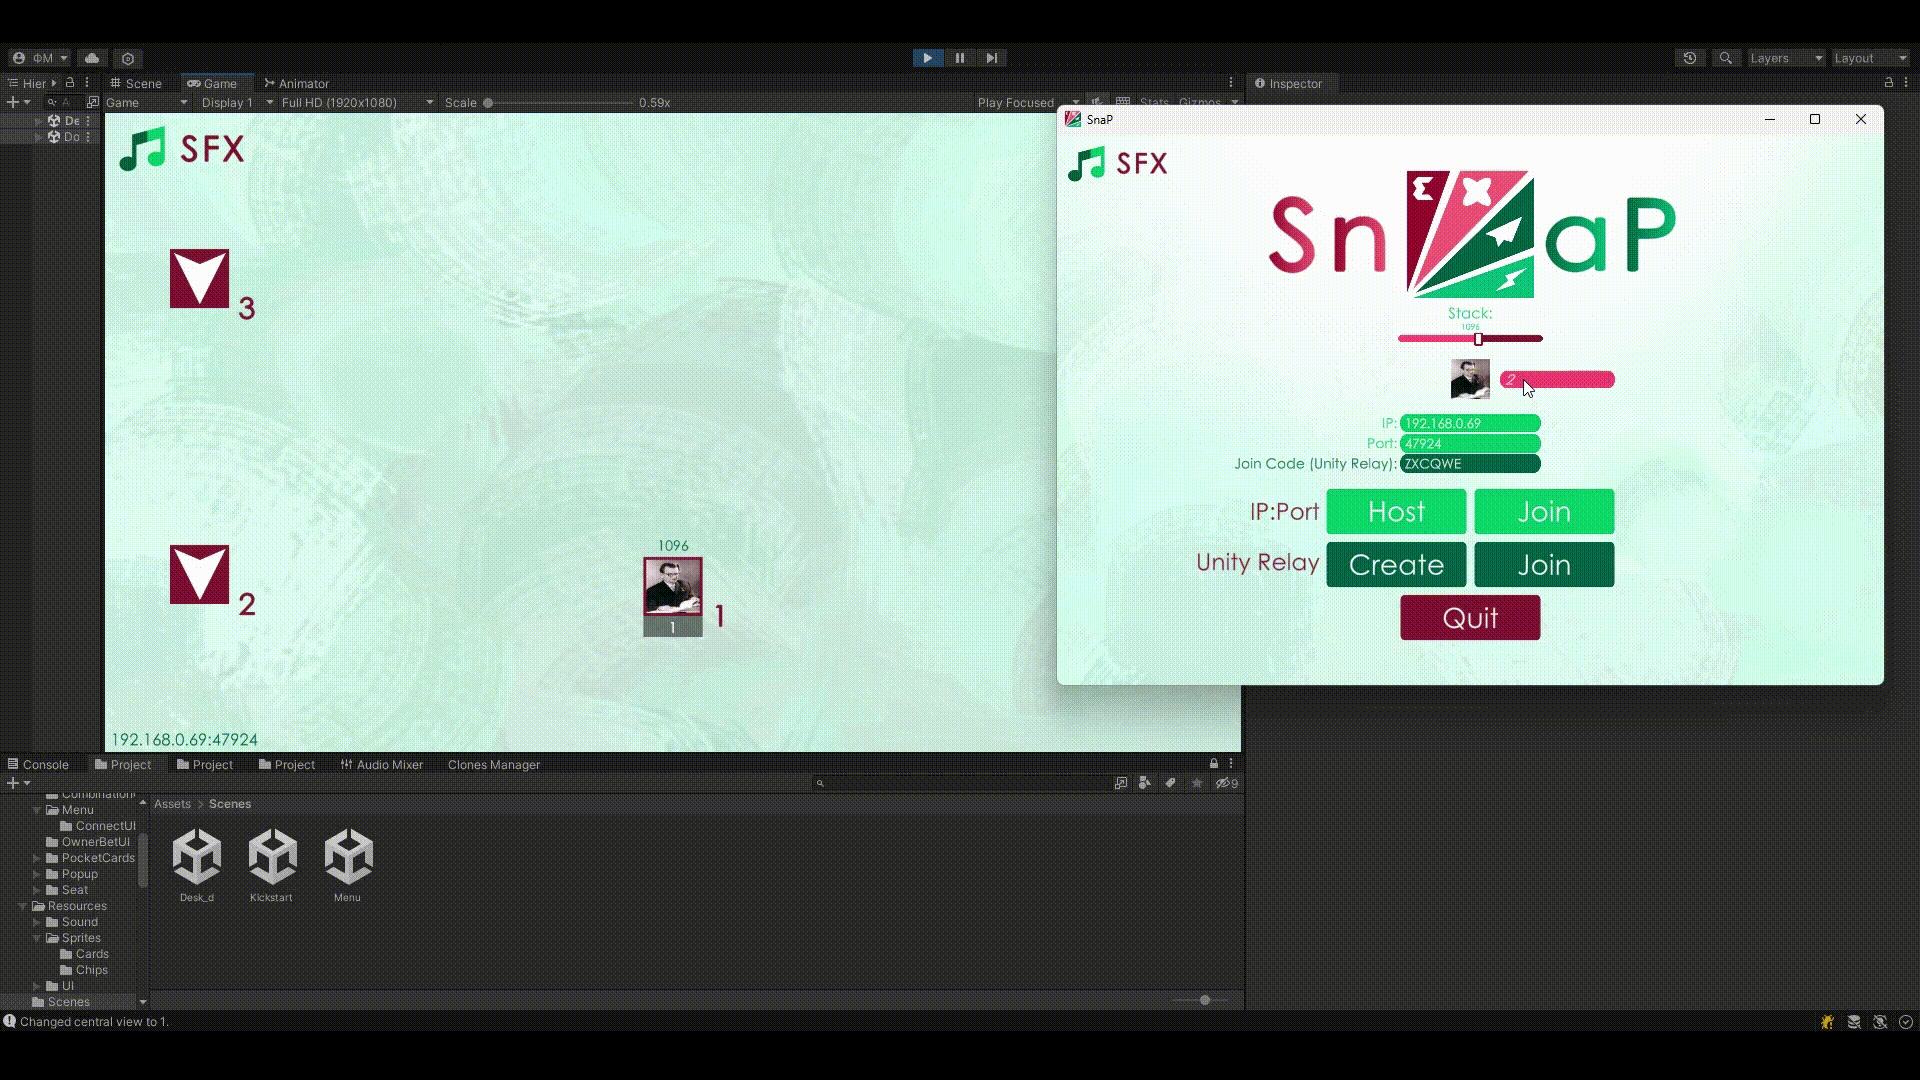 ΦM
Layers
Layout
Hier
Scene
Game
Animator
Inspector
A
Game
Display 1
Full HD (1920x1080)
Scale
0.59x
Play Focused
Stats
Gizmos
De
Do
SFX
3
2
1096
1
1
192.168.0.69:47924
SnaP
SFX
Sn aP
Stack:
1096
2
IP: 192.168.0.69
Port: 47924
Join Code (Unity Relay): ZXCQWE
IP:Port Host Join
Unity Relay Create Join
Quit
Console
Project
Project
Project
Audio Mixer
Clones Manager
9
Menu
ConnectUI
OwnerBetUI
PocketCards
Popup
Seat
Resources
Sound
Sprites
Cards
Chips
UI
Scenes
Assets > Scenes
Desk_d
Kickstart
Menu
Changed central view to 1.